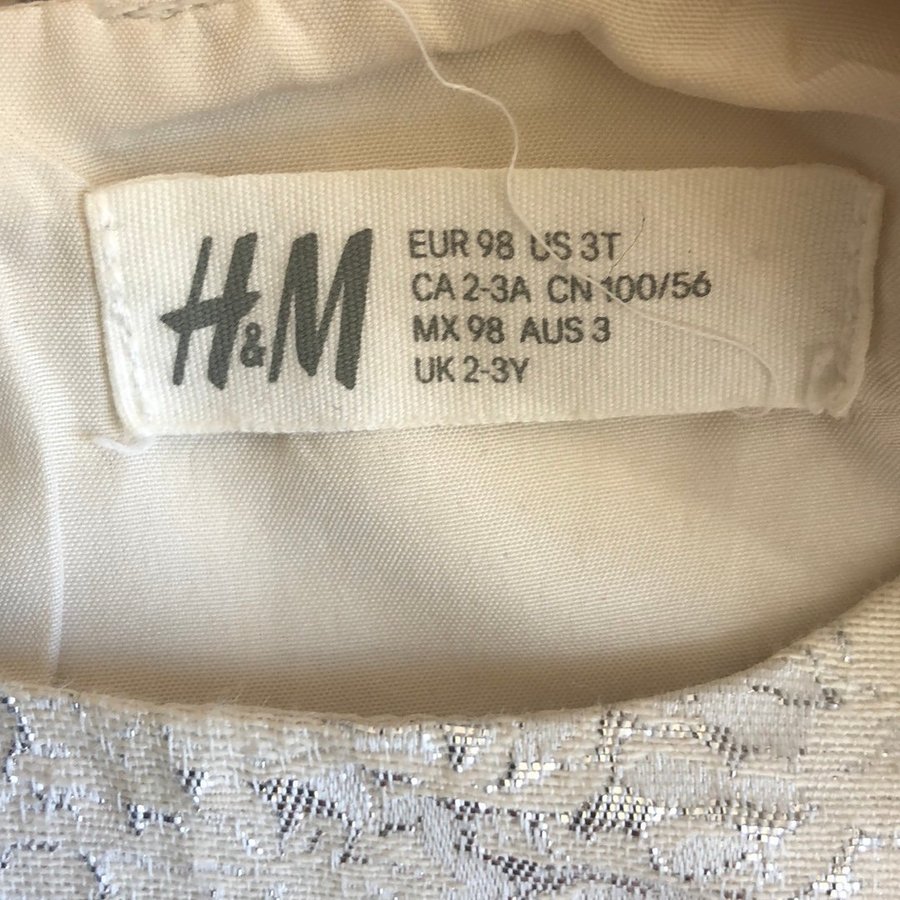 H&M
EUR 98 US 3T
CA 2-3A CN 100/56
MX 98 AUS 3
UK 2-3Y